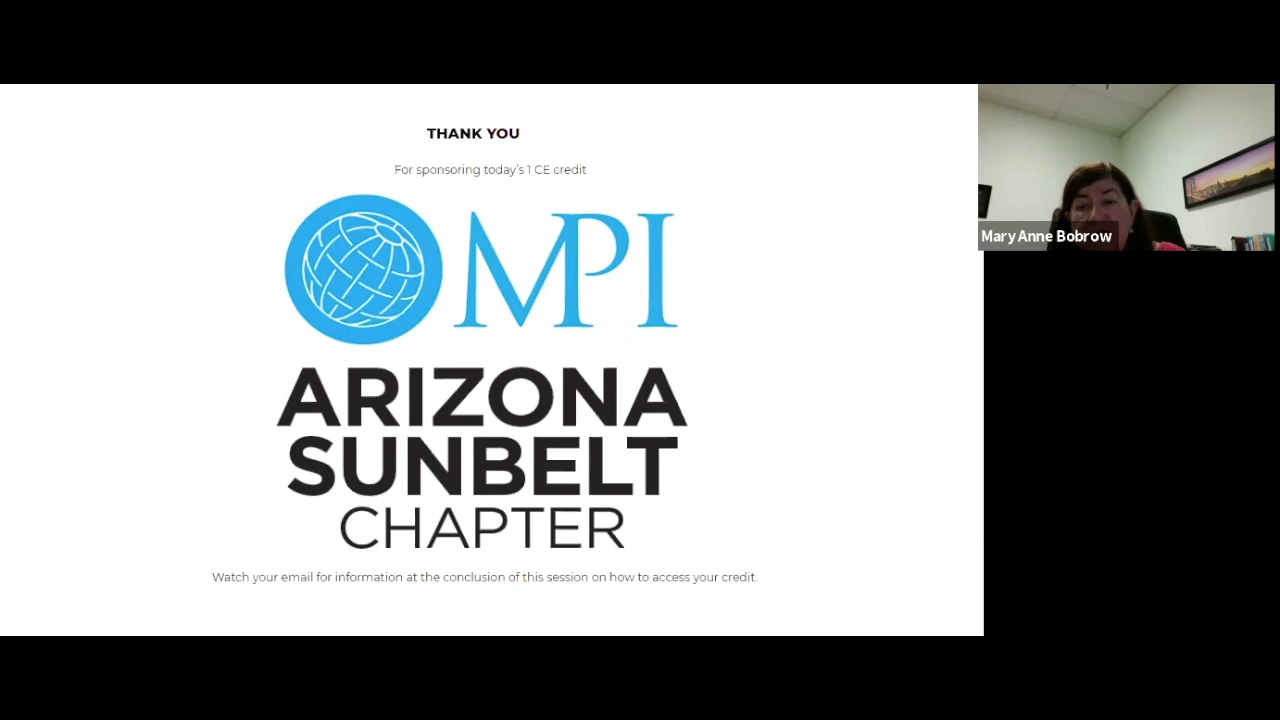 THANK YOU
For sponsoring today's 1 CE credit
MPI
ARIZONA
SUNBELT
CHAPTER
Watch your email for information at the conclusion of this session on how to access your credit.
Mary Anne Bobrow